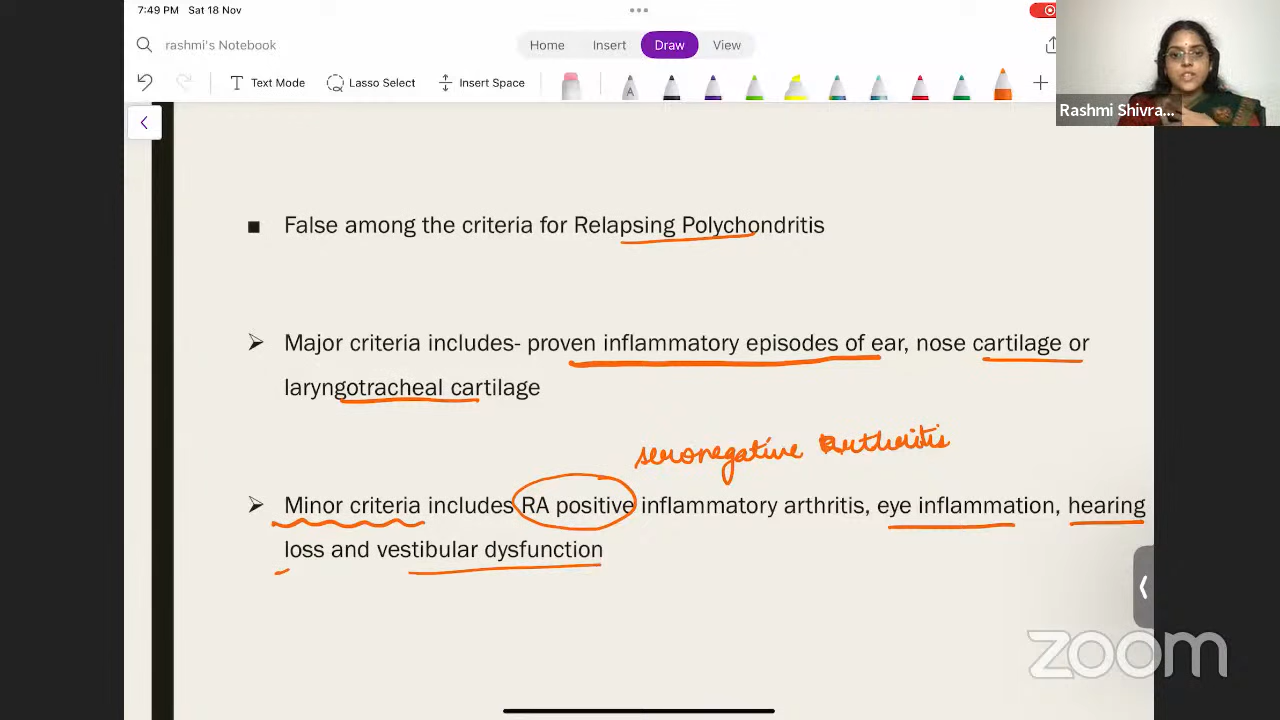 7:49 PM Sat 18 Nov
rashmi's Notebook
Home Insert Draw View
Text Mode Lasso Select Insert Space
A
Rashmi Shivra...
■ False among the criteria for Relapsing Polychondritis
➤ Major criteria includes- proven inflammatory episodes of ear, nose cartilage or
laryngotracheal cartilage
seronegative arthritis
➤ Minor criteria includes RA positive inflammatory arthritis, eye inflammation, hearing
loss and vestibular dysfunction
zoom